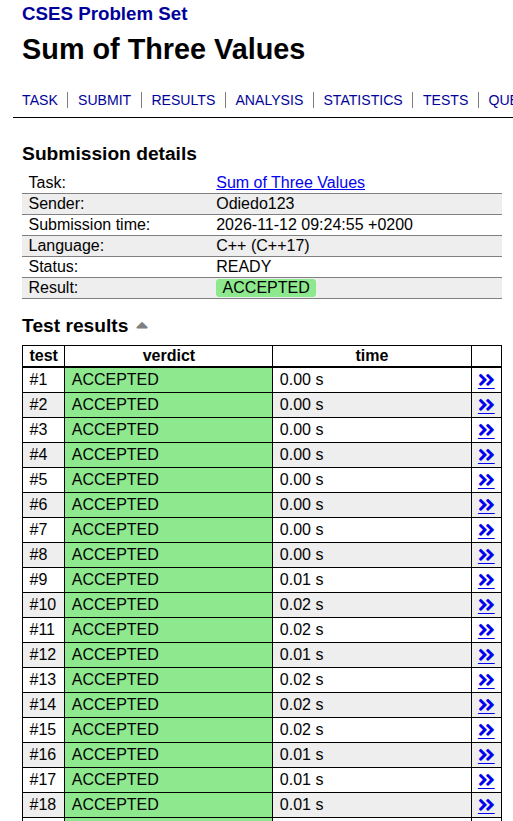 CSES Problem Set
Sum of Three Values
TASK | SUBMIT | RESULTS | ANALYSIS | STATISTICS | TESTS | QUE
Submission details
Task: Sum of Three Values
Sender: Odiedo123
Submission time: 2026-11-12 09:24:55 +0200
Language: C++ (C++17)
Status: READY
Result: ACCEPTED
Test results
test verdict time
#1 ACCEPTED 0.00 s
#2 ACCEPTED 0.00 s
#3 ACCEPTED 0.00 s
#4 ACCEPTED 0.00 s
#5 ACCEPTED 0.00 s
#6 ACCEPTED 0.00 s
#7 ACCEPTED 0.00 s
#8 ACCEPTED 0.00 s
#9 ACCEPTED 0.01 s
#10 ACCEPTED 0.02 s
#11 ACCEPTED 0.02 s
#12 ACCEPTED 0.01 s
#13 ACCEPTED 0.02 s
#14 ACCEPTED 0.02 s
#15 ACCEPTED 0.02 s
#16 ACCEPTED 0.01 s
#17 ACCEPTED 0.01 s
#18 ACCEPTED 0.01 s